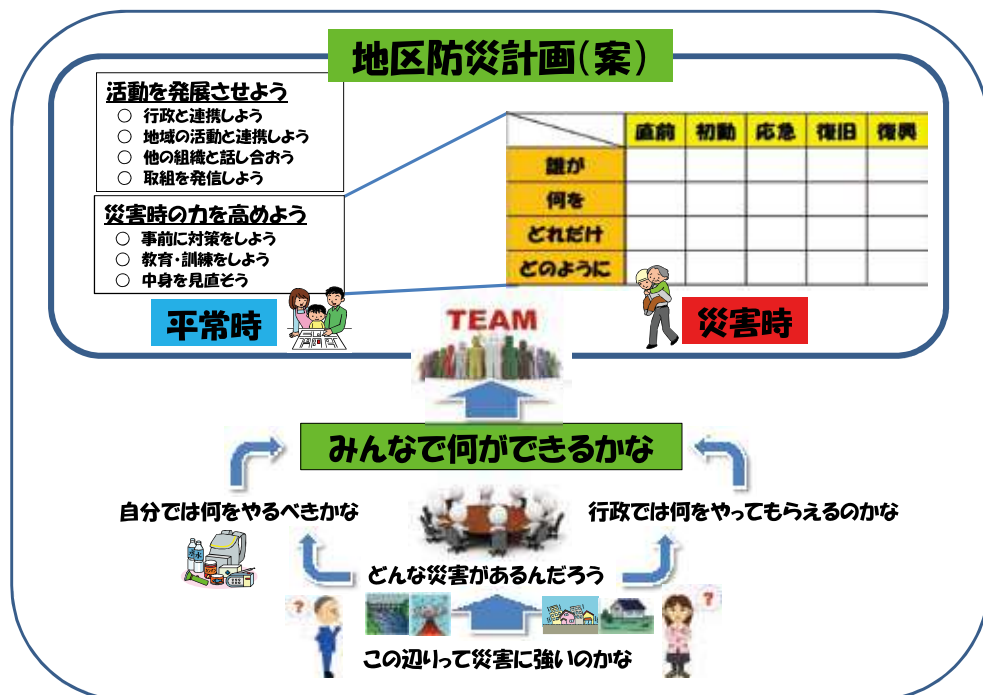 地区防災計画(案)
活動を発展させよう
○ 行政と連携しよう
○ 地域の活動と連携しよう
○ 他の組織と話し合おう
○ 取組を発信しよう
災害時の力を高めよう
○ 事前に対策をしよう
○ 教育・訓練をしよう
○ 中身を見直そう
平常時
直前 初動 応急 復旧 復興
誰が
何を
どれだけ
どのように
災害時
TEAM
みんなで何ができるかな
自分では何をやるべきかな
行政では何をやってもらえるのかな
どんな災害があるんだろう
?
?
この辺りって災害に強いのかな